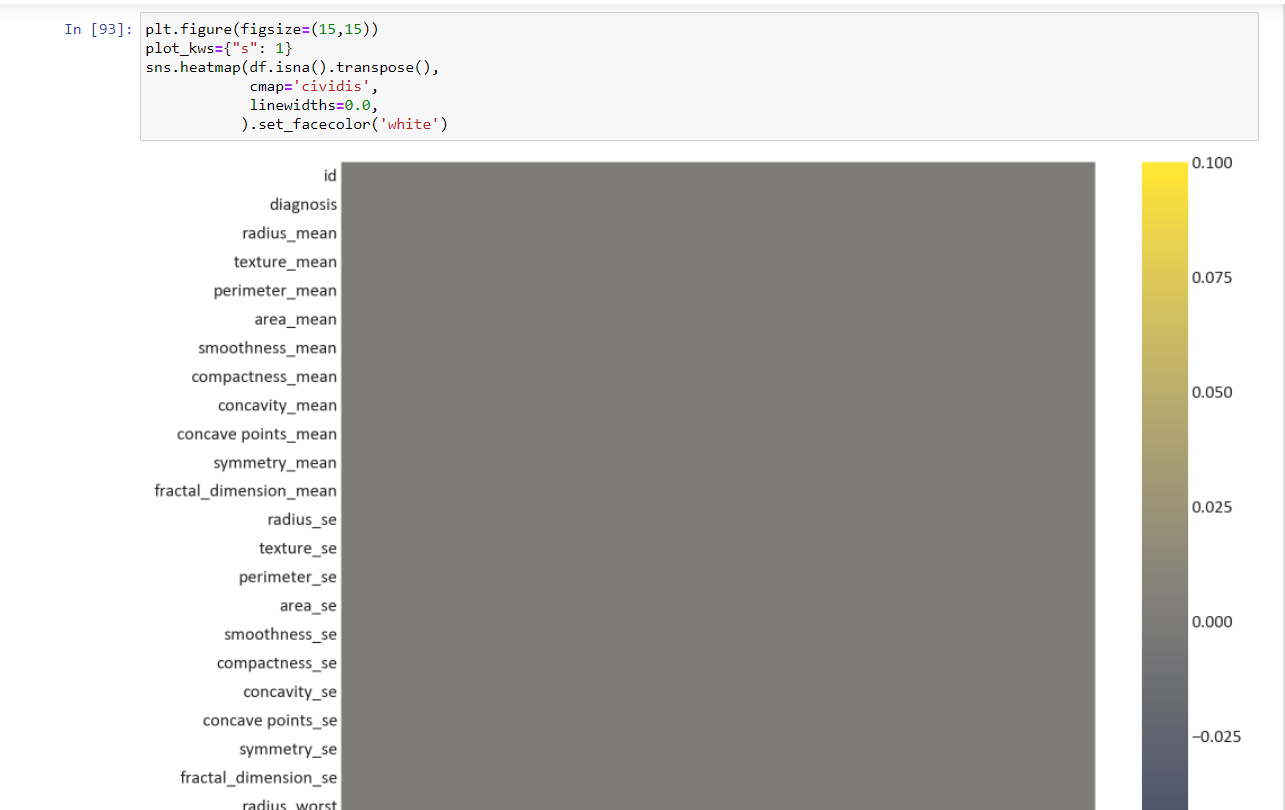 In [93]:
plt.figure(figsize=(15,15))
plot_kws={"s": 1}
sns.heatmap(df.isna().transpose(),
            cmap='cividis',
            linewidths=0.0,
           ).set_facecolor('white')
id
diagnosis
radius_mean
texture_mean
perimeter_mean
area_mean
smoothness_mean
compactness_mean
concavity_mean
concave points_mean
symmetry_mean
fractal_dimension_mean
radius_se
texture_se
perimeter_se
area_se
smoothness_se
compactness_se
concavity_se
concave points_se
symmetry_se
fractal_dimension_se
radius_worst
0.100
0.075
0.050
0.025
0.000
−0.025